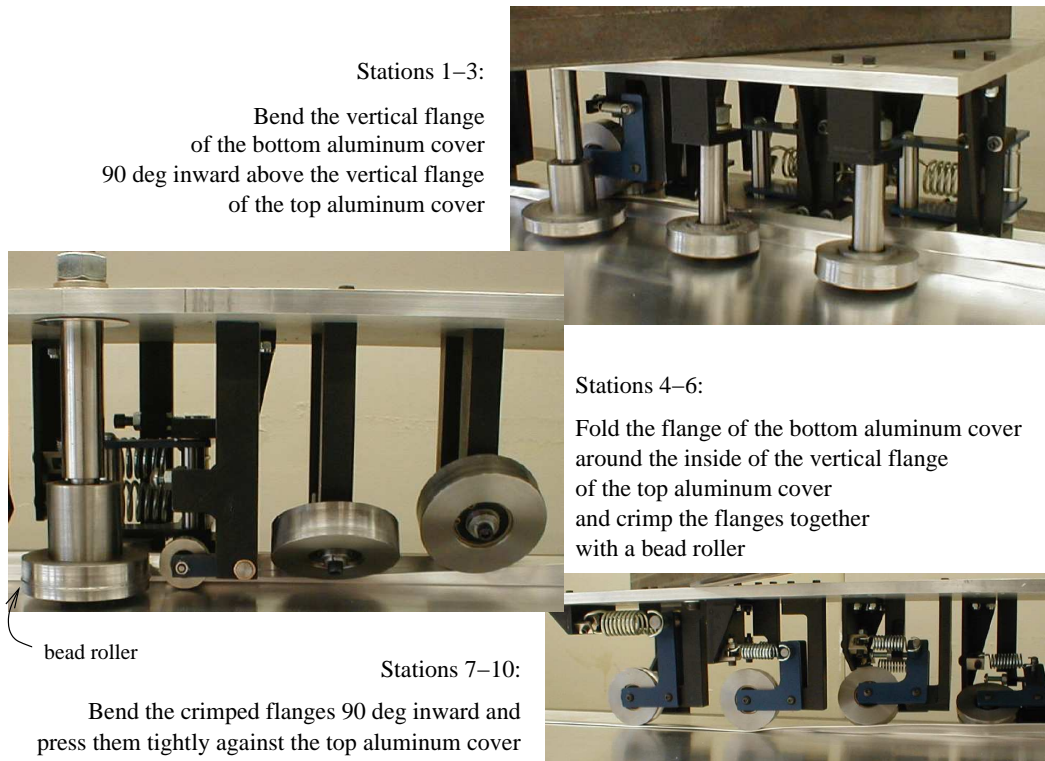 Stations 1–3:
Bend the vertical flange
of the bottom aluminum cover
90 deg inward above the vertical flange
of the top aluminum cover
Stations 4–6:
Fold the flange of the bottom aluminum cover
around the inside of the vertical flange
of the top aluminum cover
and crimp the flanges together
with a bead roller
bead roller
Stations 7–10:
Bend the crimped flanges 90 deg inward and
press them tightly against the top aluminum cover